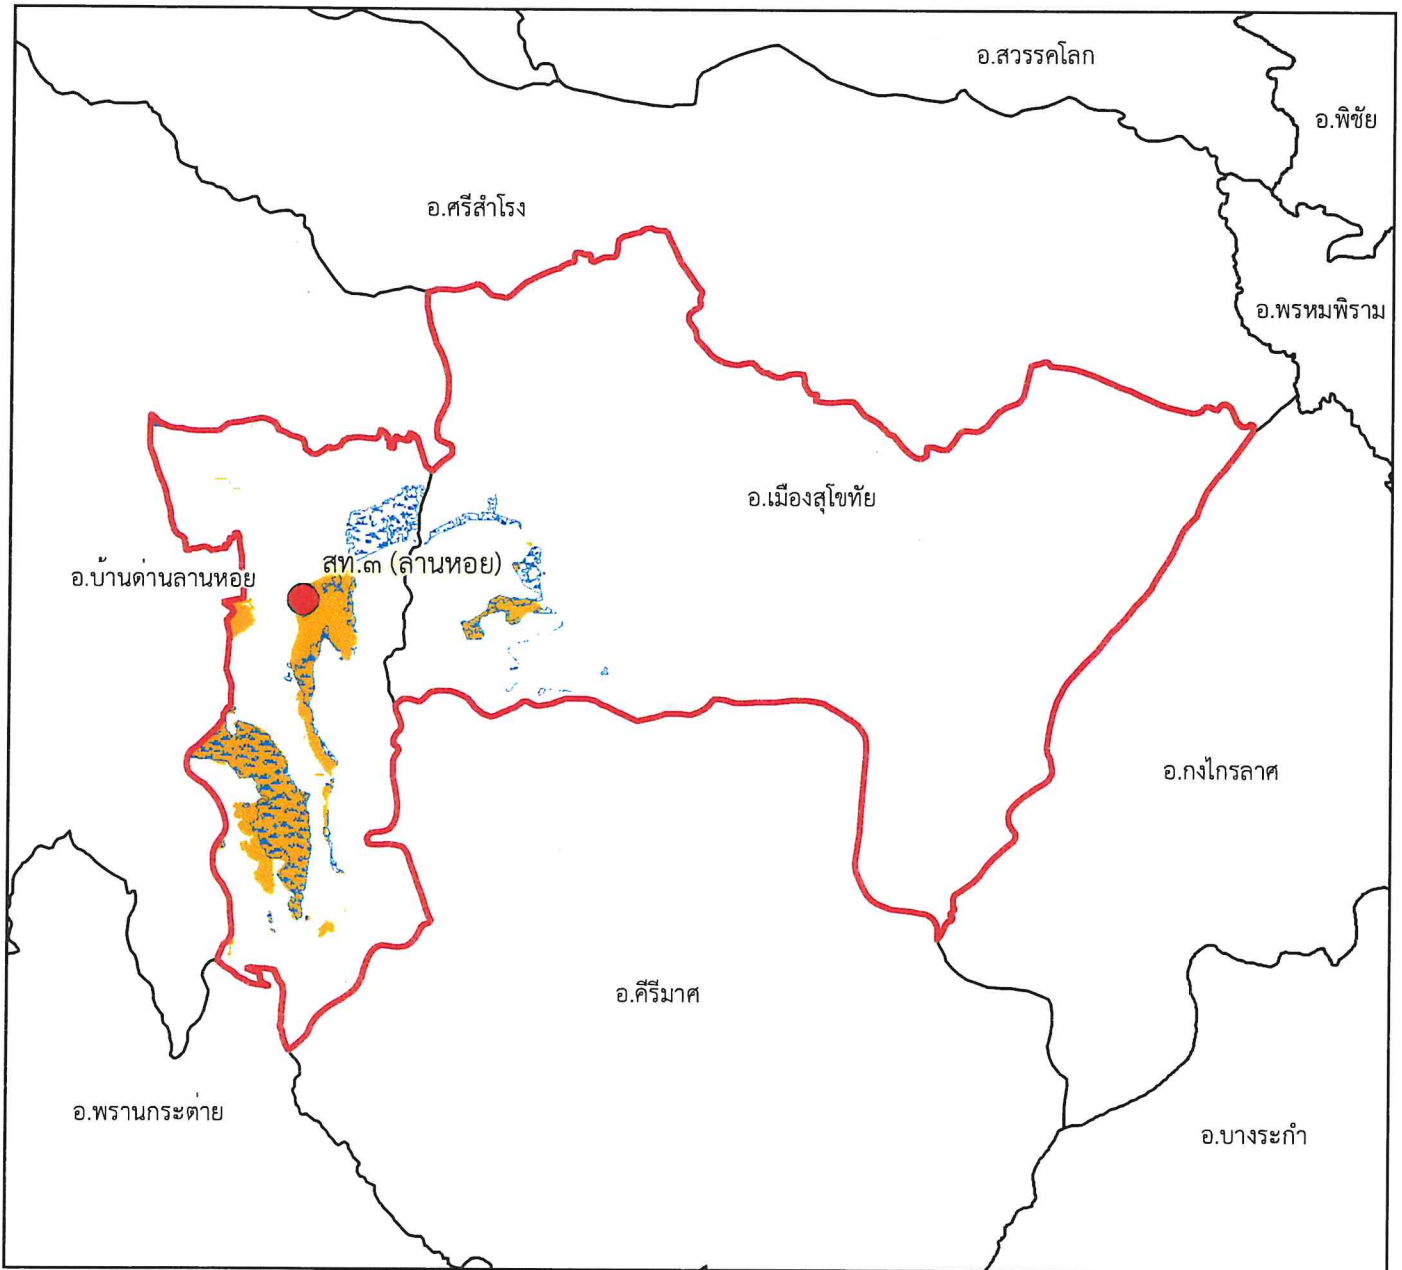 อ.สวรรคโลก
อ.พิชัย
อ.ศรีสำโรง
อ.พรหมพิราม
อ.เมืองสุโขทัย
สท.๓ (ลานหอย)
อ.บ้านด่านลานหอย
อ.กงไกรลาศ
อ.คีรีมาศ
อ.พรานกระต่าย
อ.บางระกำ